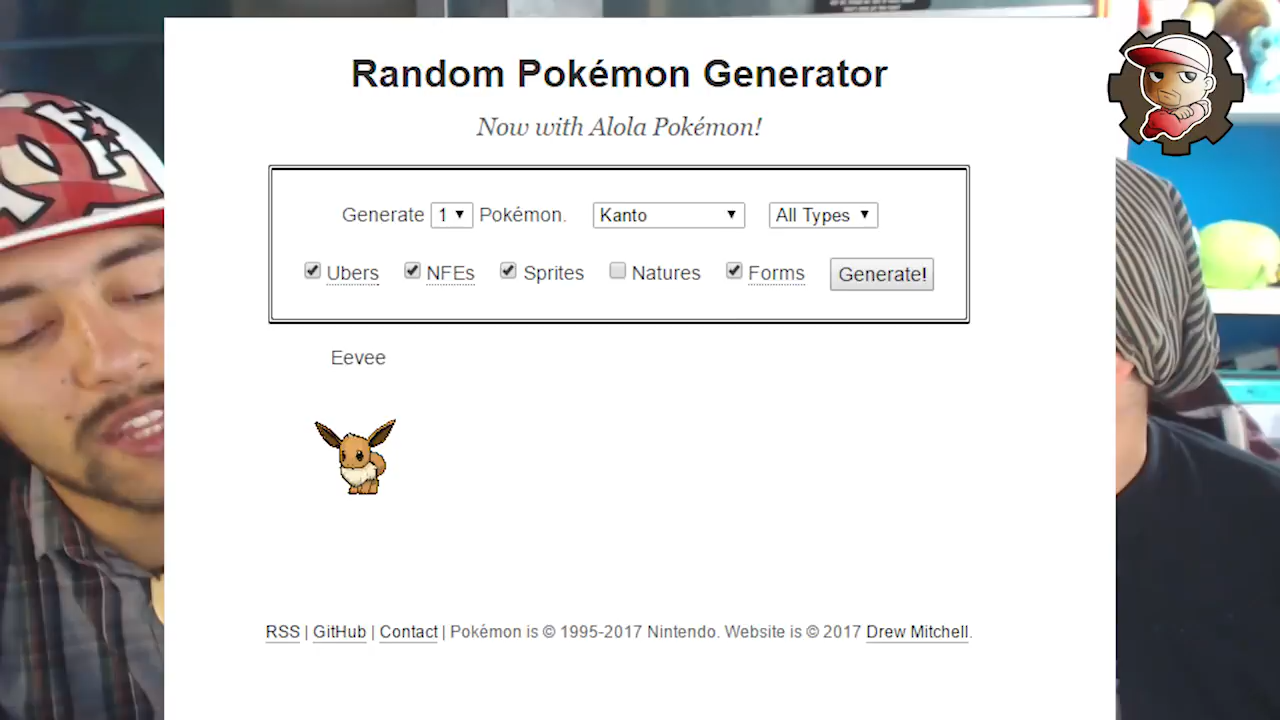 Random Pokémon Generator
Now with Alola Pokémon!
Generate 1 Pokémon. Kanto All Types
Ubers NFEs Sprites Natures Forms Generate!
Eevee
RSS | GitHub | Contact | Pokémon is © 1995-2017 Nintendo. Website is © 2017 Drew Mitchell.